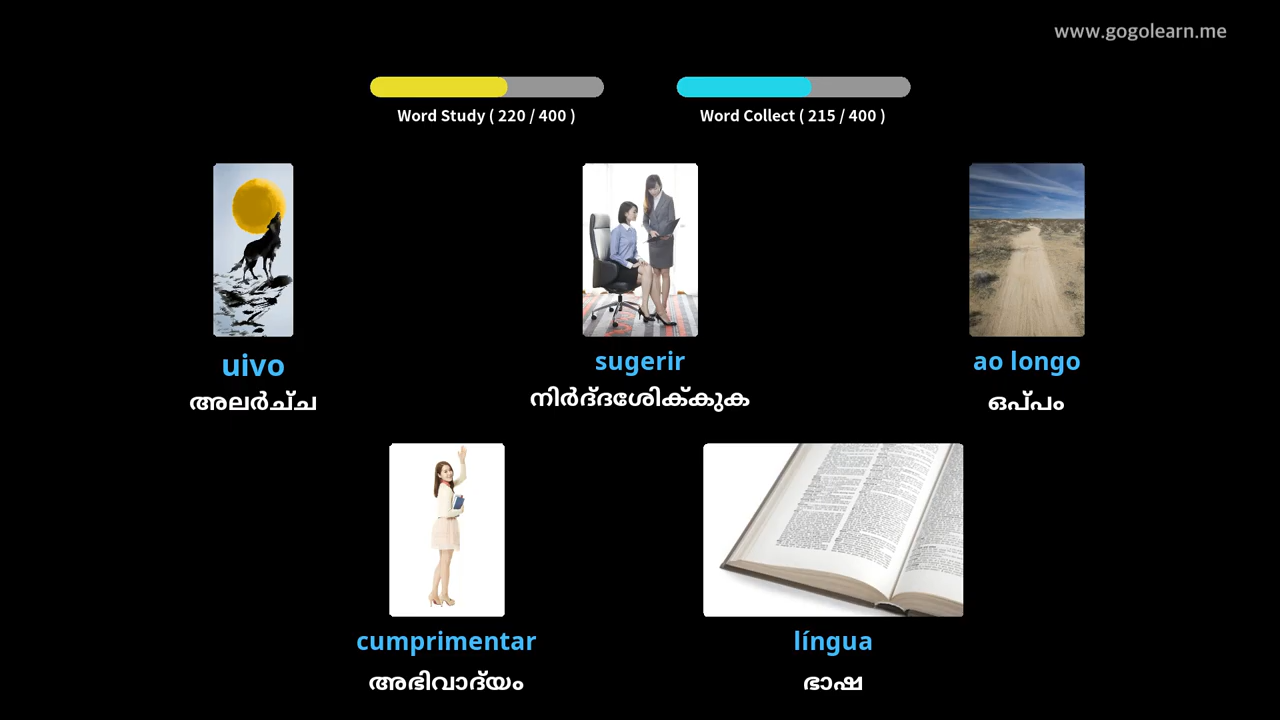 www.gogolearn.me
Word Study ( 220 / 400 )
Word Collect ( 215 / 400 )
uivo
അലർച്ച
sugerir
നിർദ്ദേശിക്കുക
ao longo
ഒപ്പം
cumprimentar
അഭിവാദ്യം
língua
ഭാഷ